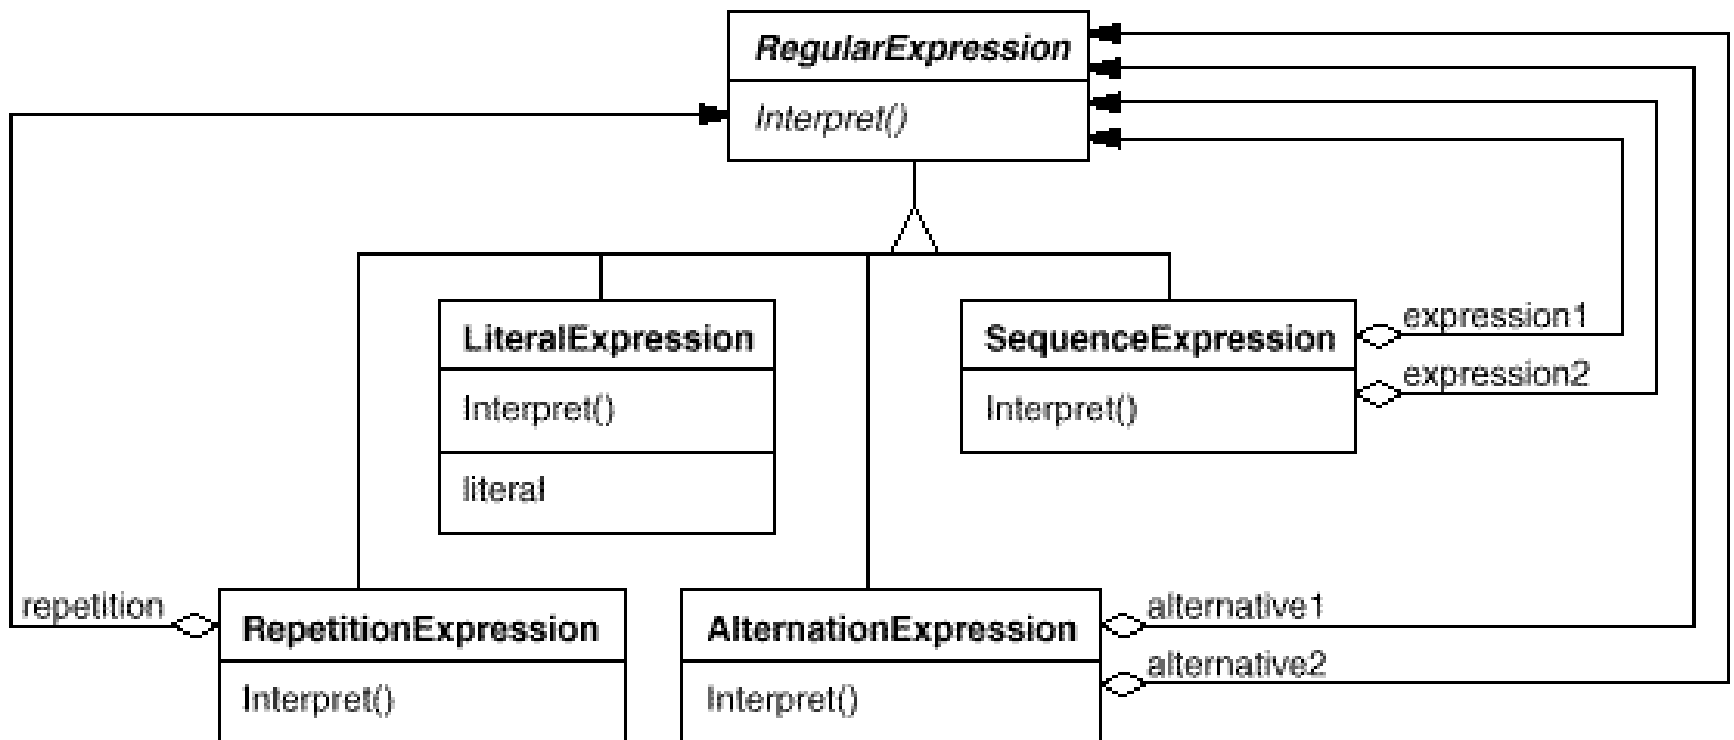 RegularExpression
Interpret()
LiteralExpression
Interpret()
literal
SequenceExpression
Interpret()
expression1
expression2
repetition
RepetitionExpression
Interpret()
AlternationExpression
Interpret()
alternative1
alternative2